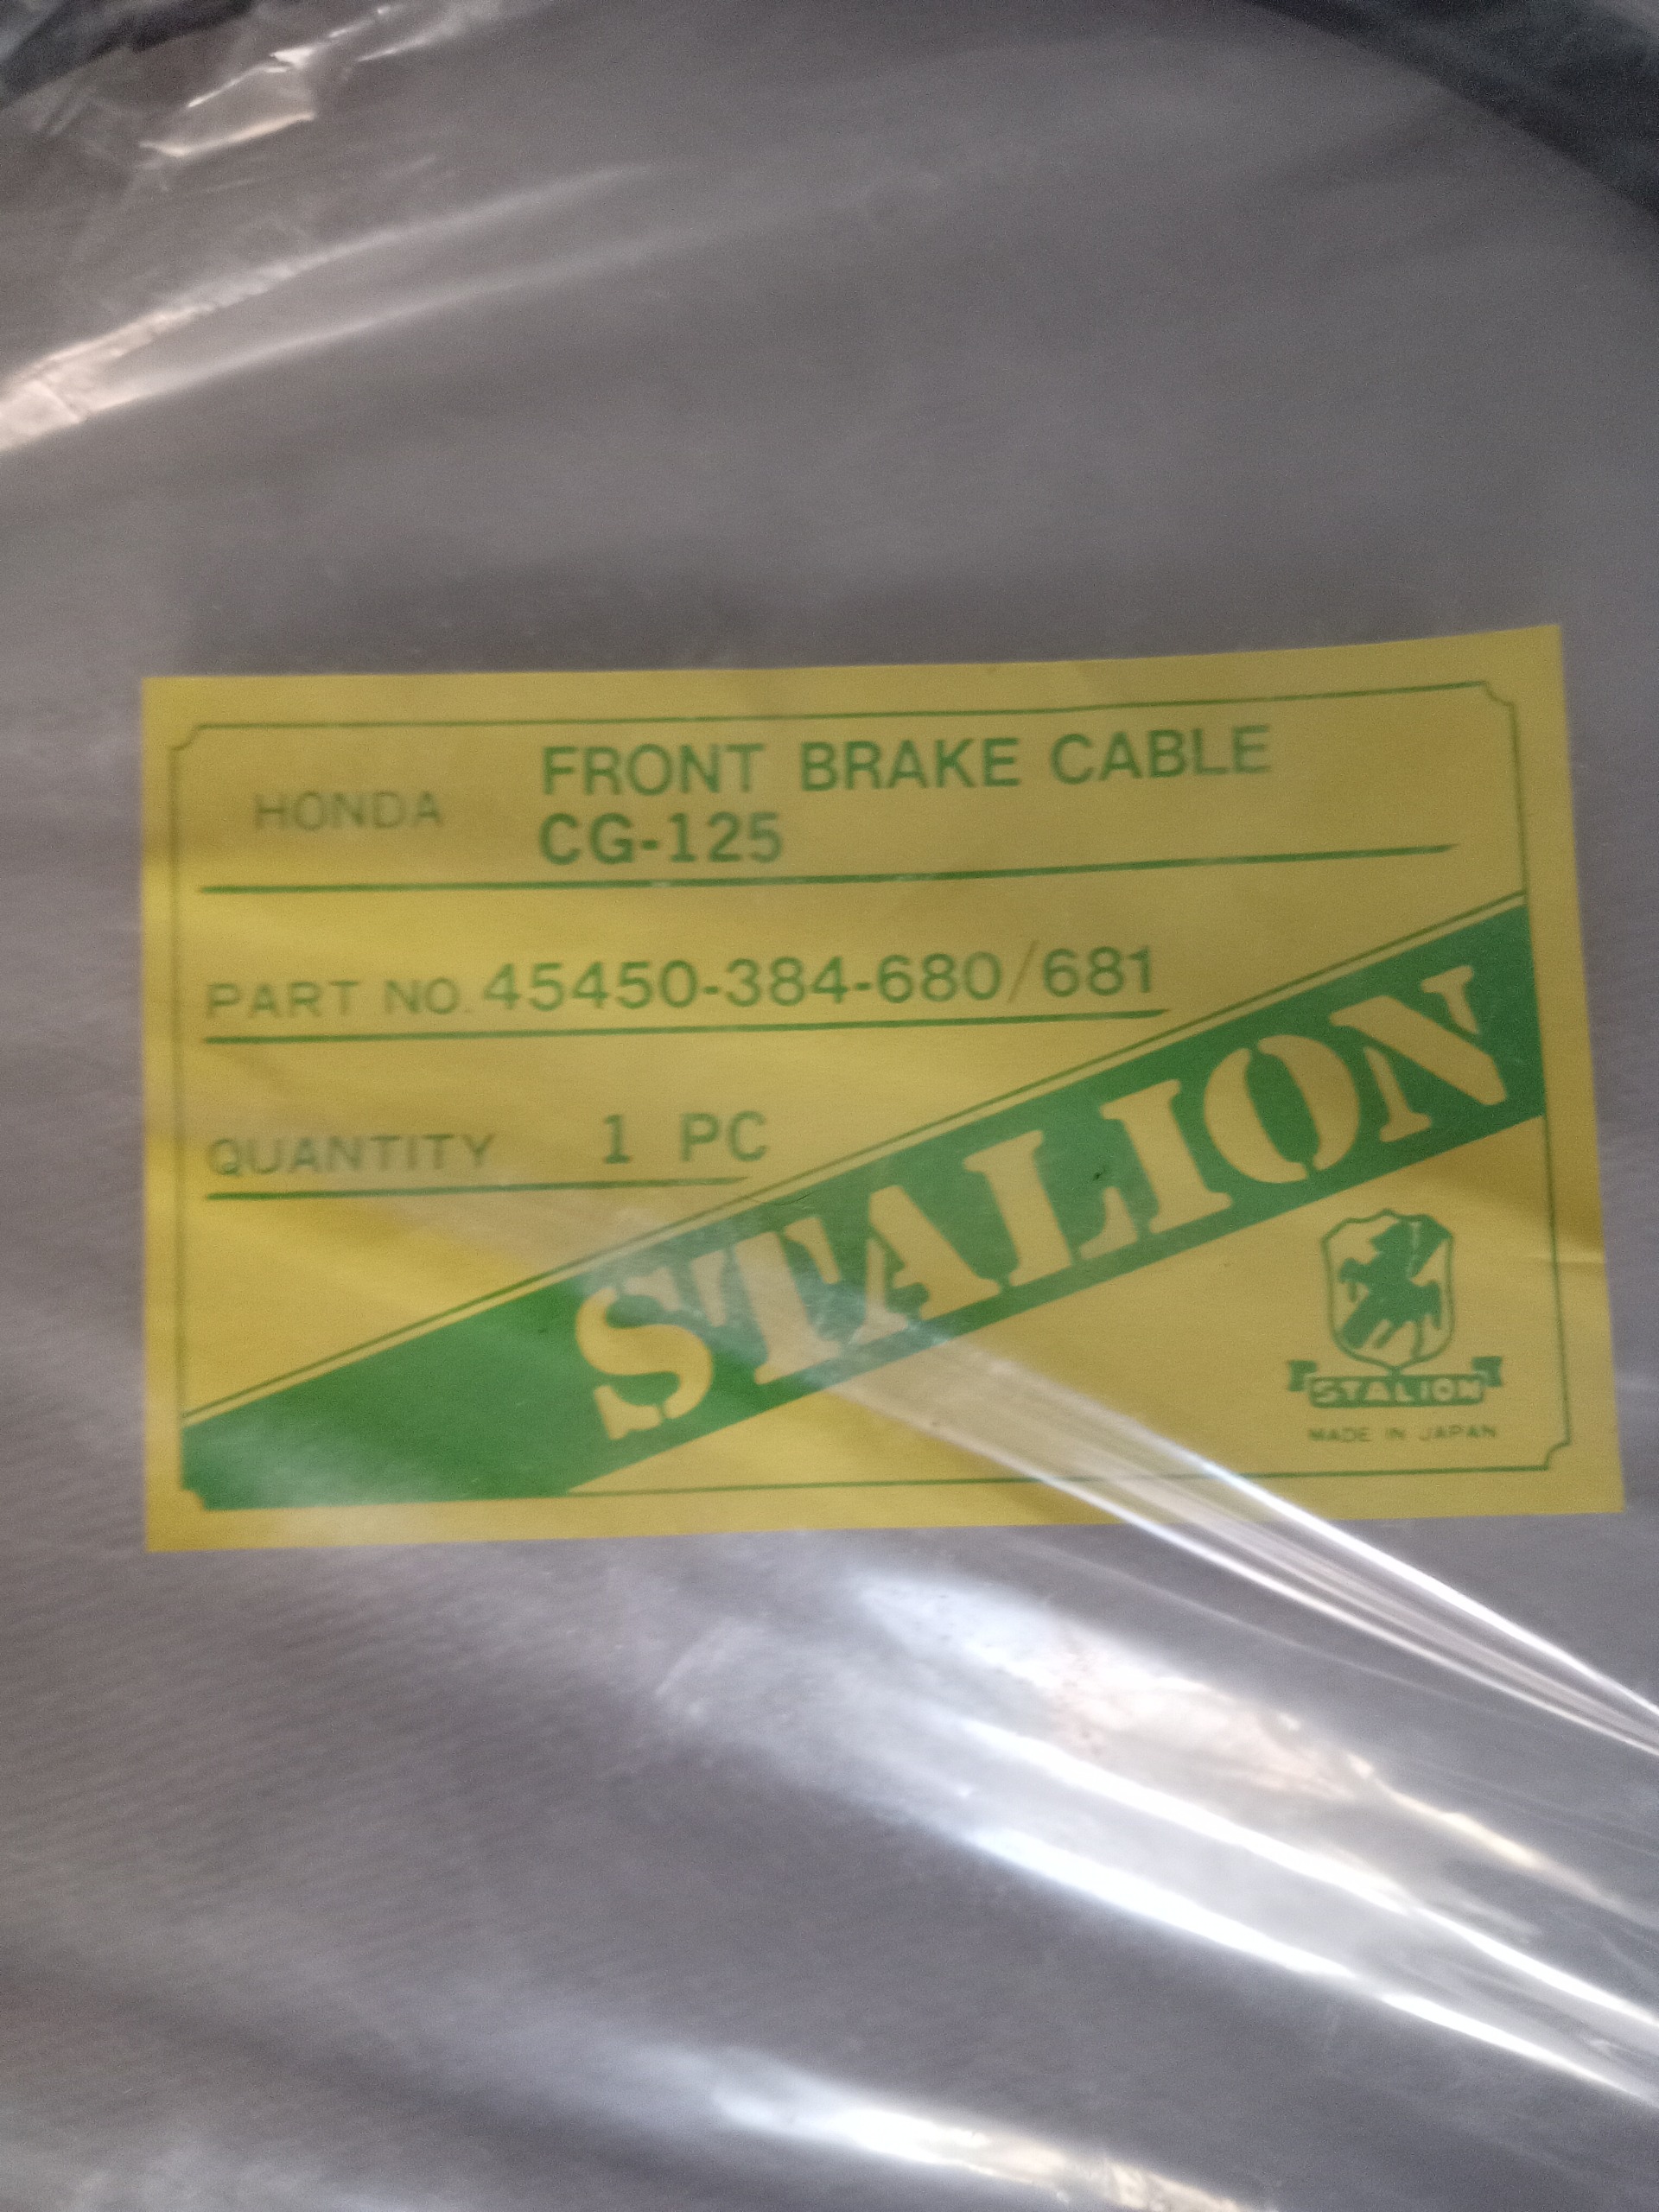 HONDA FRONT BRAKE CABLE
CG-125
PART NO. 45450-384-680/681
QUANTITY 1 PC
STALION
STALION
MADE IN JAPAN